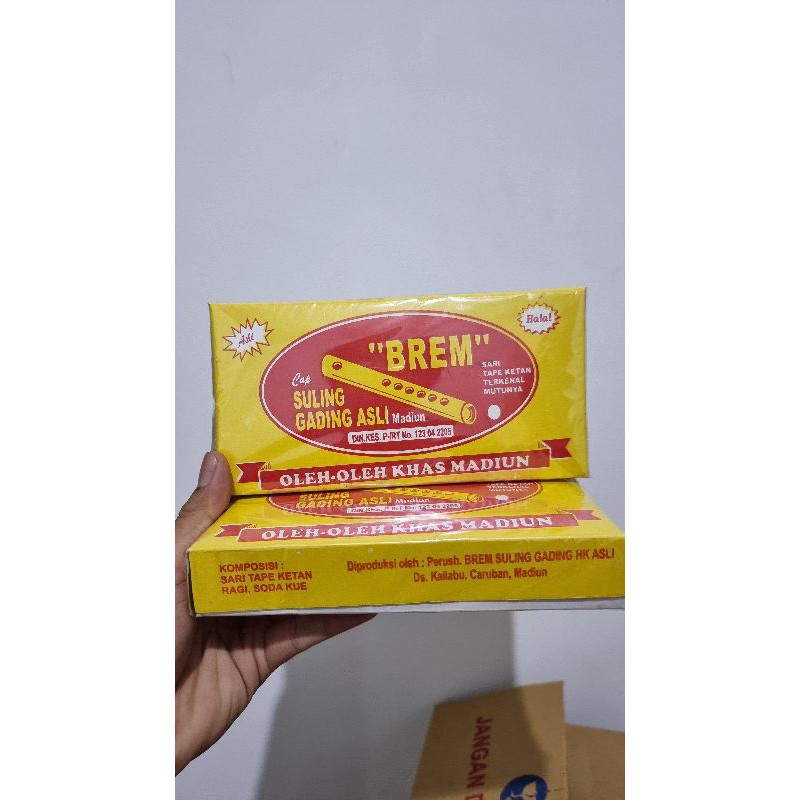 Asli
Halal
"BREM"
SARI
TAPE KETAN
TERKENAL
MUTUNYA
Cap
SULING
GADING ASLI Madiun
DIN.KES. P-IRT No. 123 04 2205
OLEH-OLEH KHAS MADIUN
SULING
GADING ASLI Madiun
OLEH-OLEH KHAS MADIUN
KOMPOSISI :
SARI TAPE KETAN
RAGI, SODA KUE
Diproduksi oleh : Perush. BREM SULING GADING HK ASLI
Ds. Kaliabu, Caruban, Madiun
JANGAN